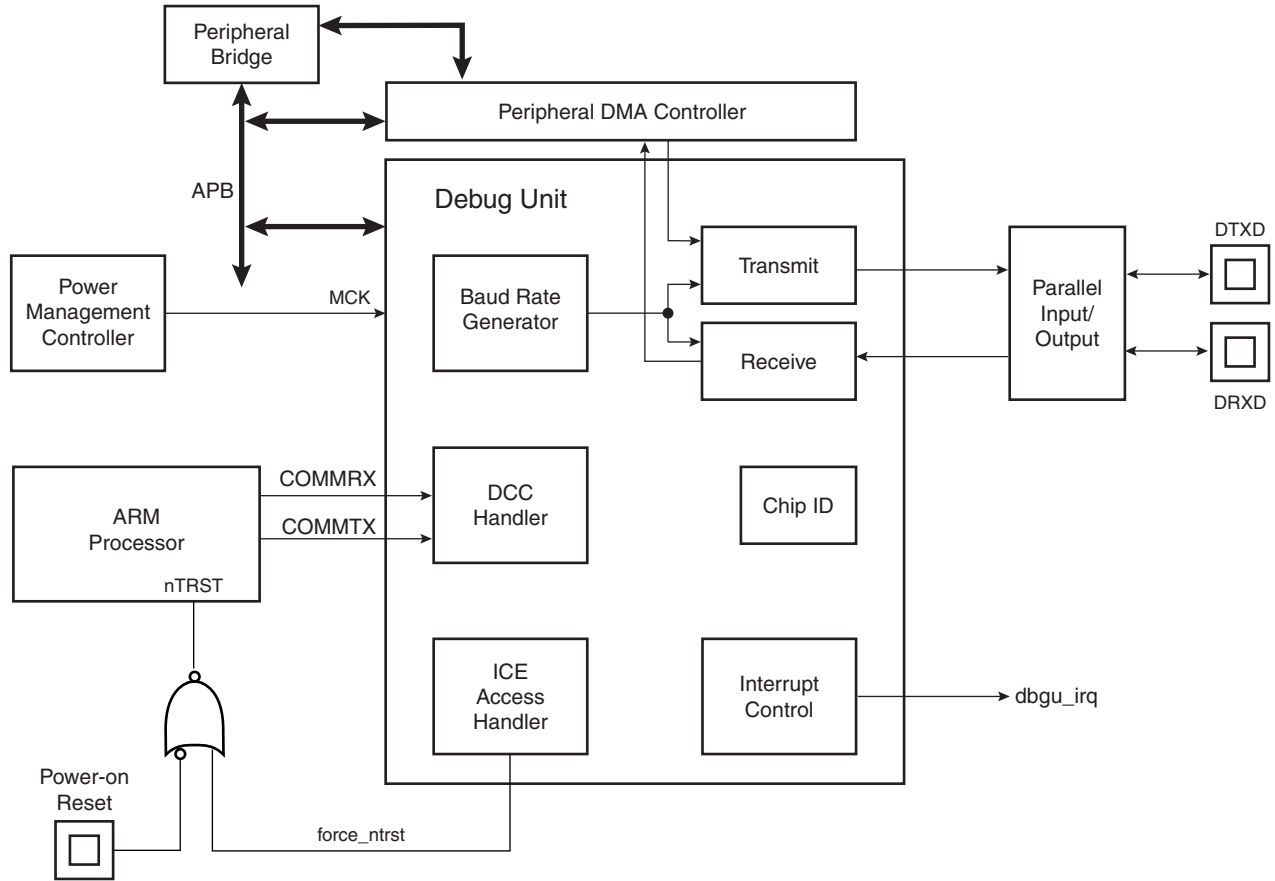 Peripheral
Bridge
Peripheral DMA Controller
APB
Debug Unit
DTXD
Power
Management
Controller
MCK
Baud Rate
Generator
Transmit
Receive
Parallel
Input/
Output
DRXD
ARM
Processor
nTRST
COMMRX
COMMTX
DCC
Handler
Chip ID
ICE
Access
Handler
Interrupt
Control
dbgu_irq
Power-on
Reset
force_ntrst